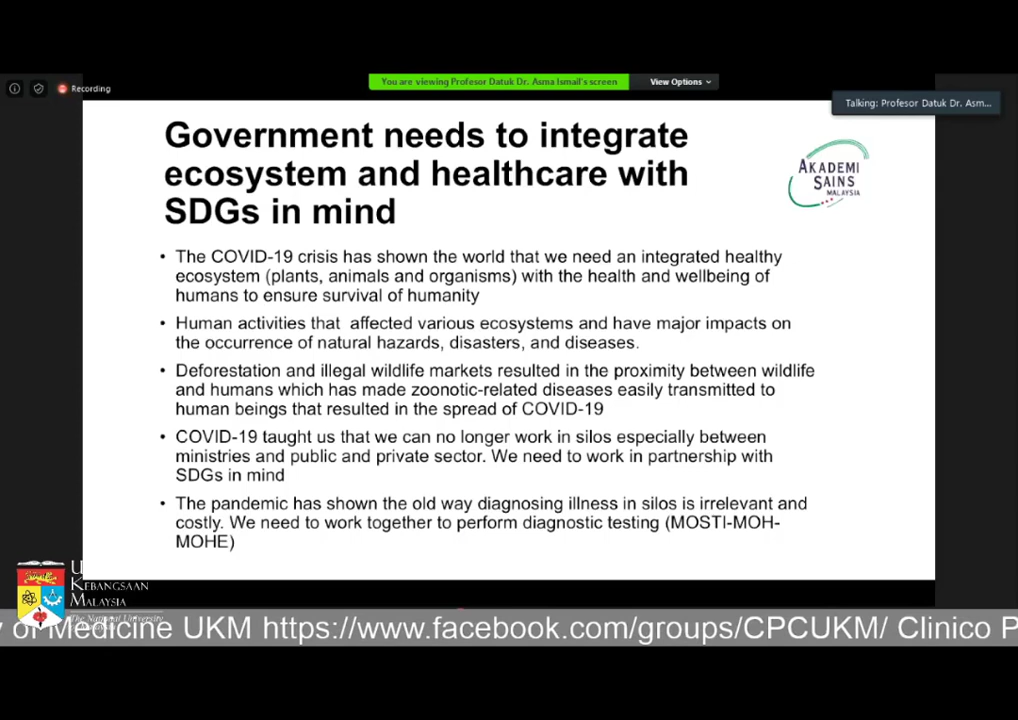 You are viewing Profesor Datuk Dr. Asma Ismail's screen
View Options
Recording
Talking: Profesor Datuk Dr. Asm...
Government needs to integrate
ecosystem and healthcare with
SDGs in mind
AKADEMI
SAINS
MALAYSIA
• The COVID-19 crisis has shown the world that we need an integrated healthy
ecosystem (plants, animals and organisms) with the health and wellbeing of
humans to ensure survival of humanity
• Human activities that affected various ecosystems and have major impacts on
the occurrence of natural hazards, disasters, and diseases.
• Deforestation and illegal wildlife markets resulted in the proximity between wildlife
and humans which has made zoonotic-related diseases easily transmitted to
human beings that resulted in the spread of COVID-19
• COVID-19 taught us that we can no longer work in silos especially between
ministries and public and private sector. We need to work in partnership with
SDGs in mind
• The pandemic has shown the old way diagnosing illness in silos is irrelevant and
costly. We need to work together to perform diagnostic testing (MOSTI-MOH-
MOHE)
U
KEBANGSAAN
MALAYSIA
The National University
y of Medicine UKM https://www.facebook.com/groups/CPCUKM/ Clinico P